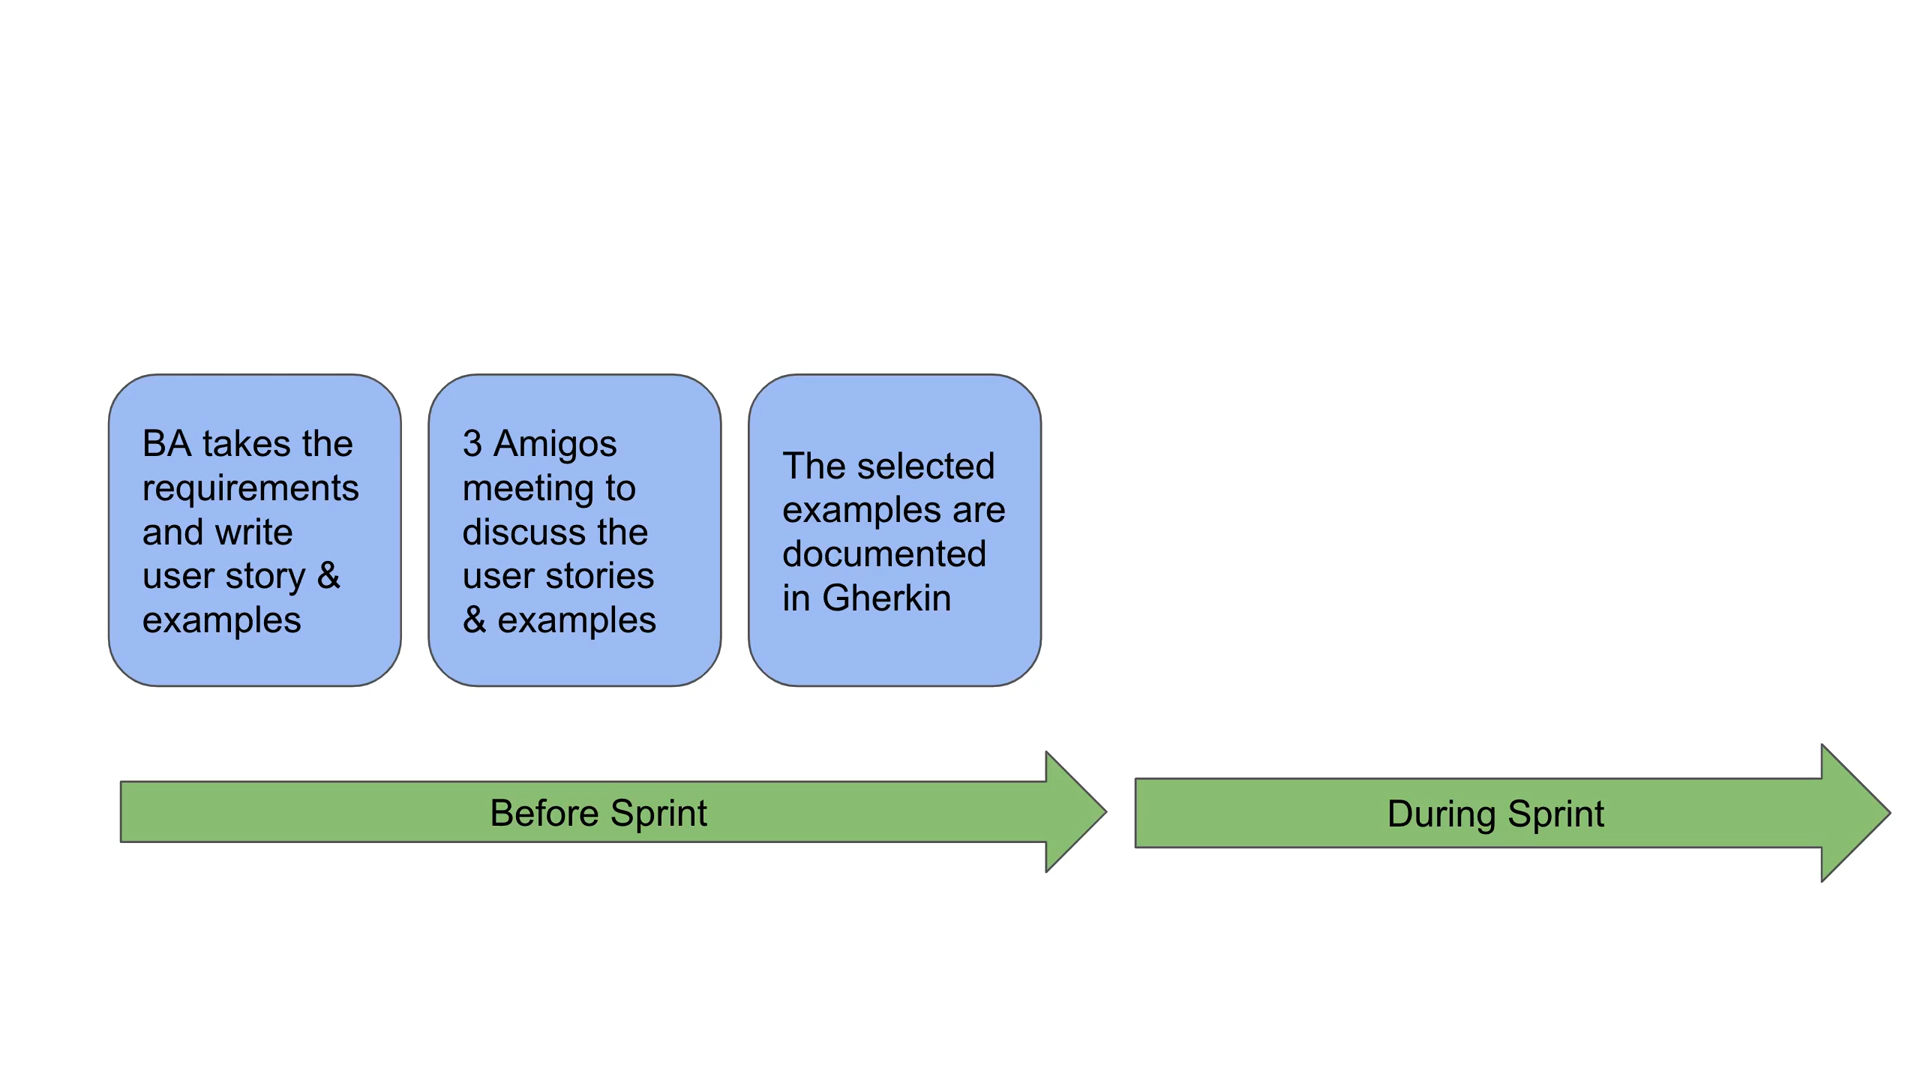 BA takes the
requirements
and write
user story &
examples
3 Amigos
meeting to
discuss the
user stories
& examples
The selected
examples are
documented
in Gherkin
Before Sprint
During Sprint